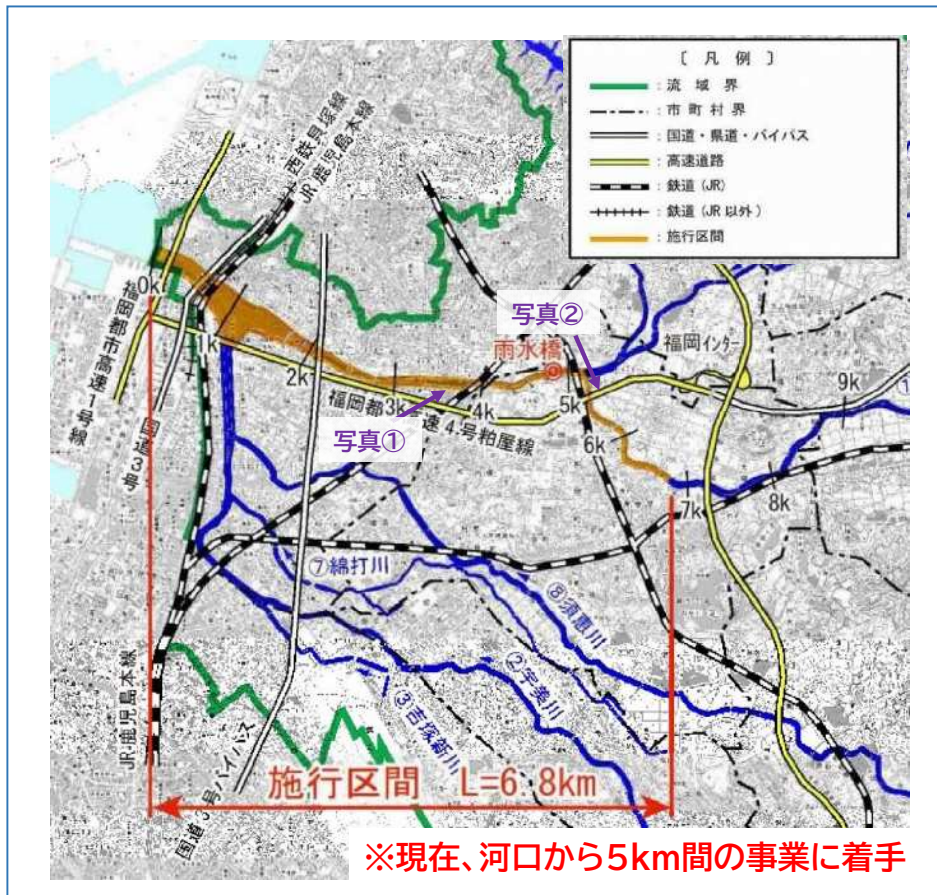 〔 凡 例 〕
: 流 域 界
: 市 町 村 界
: 国道・県道・バイパス
: 高速道路
: 鉄道 (JR)
: 鉄道 (JR 以外)
: 施行区間
西鉄貝塚線
JR鹿児島本線
0k
1k
2k
3k
4k
5k
6k
7k
8k
9k
写真②
雨水橋
福岡インター
福岡都市高速1号線
国道3号
福岡都
速4号粕屋線
写真①
⑦綿打川
⑧須恵川
②宇美川
③吉塚新川
JR鹿児島本線
国道3号バイパス
施行区間 L=6.8km
※現在、河口から5km間の事業に着手